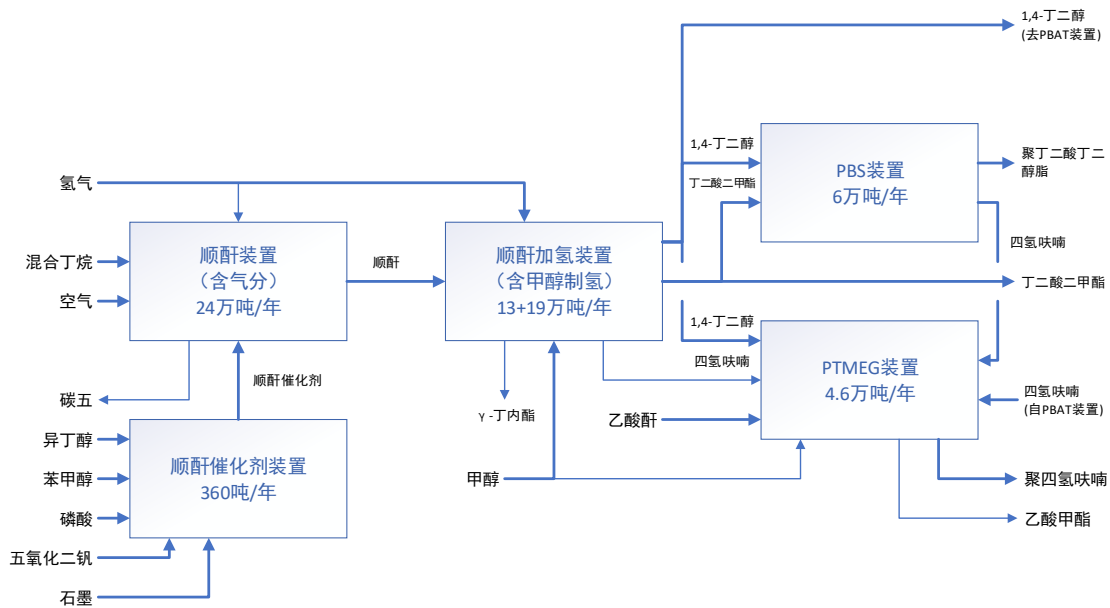 1,4-丁二醇
(去PBAT装置)
1,4-丁二醇
丁二酸二甲酯
PBS装置
6万吨/年
聚丁二酸丁二
醇脂
四氢呋喃
氢气
混合丁烷
空气
顺酐装置
（含气分）
24万吨/年
顺酐
顺酐加氢装置
（含甲醇制氢）
13+19万吨/年
丁二酸二甲酯
1,4-丁二醇
四氢呋喃
PTMEG装置
4.6万吨/年
四氢呋喃
(自PBAT装置)
顺酐催化剂
碳五
γ-丁内酯
乙酸酐
异丁醇
苯甲醇
磷酸
五氧化二钒
石墨
顺酐催化剂装置
360吨/年
甲醇
聚四氢呋喃
乙酸甲酯